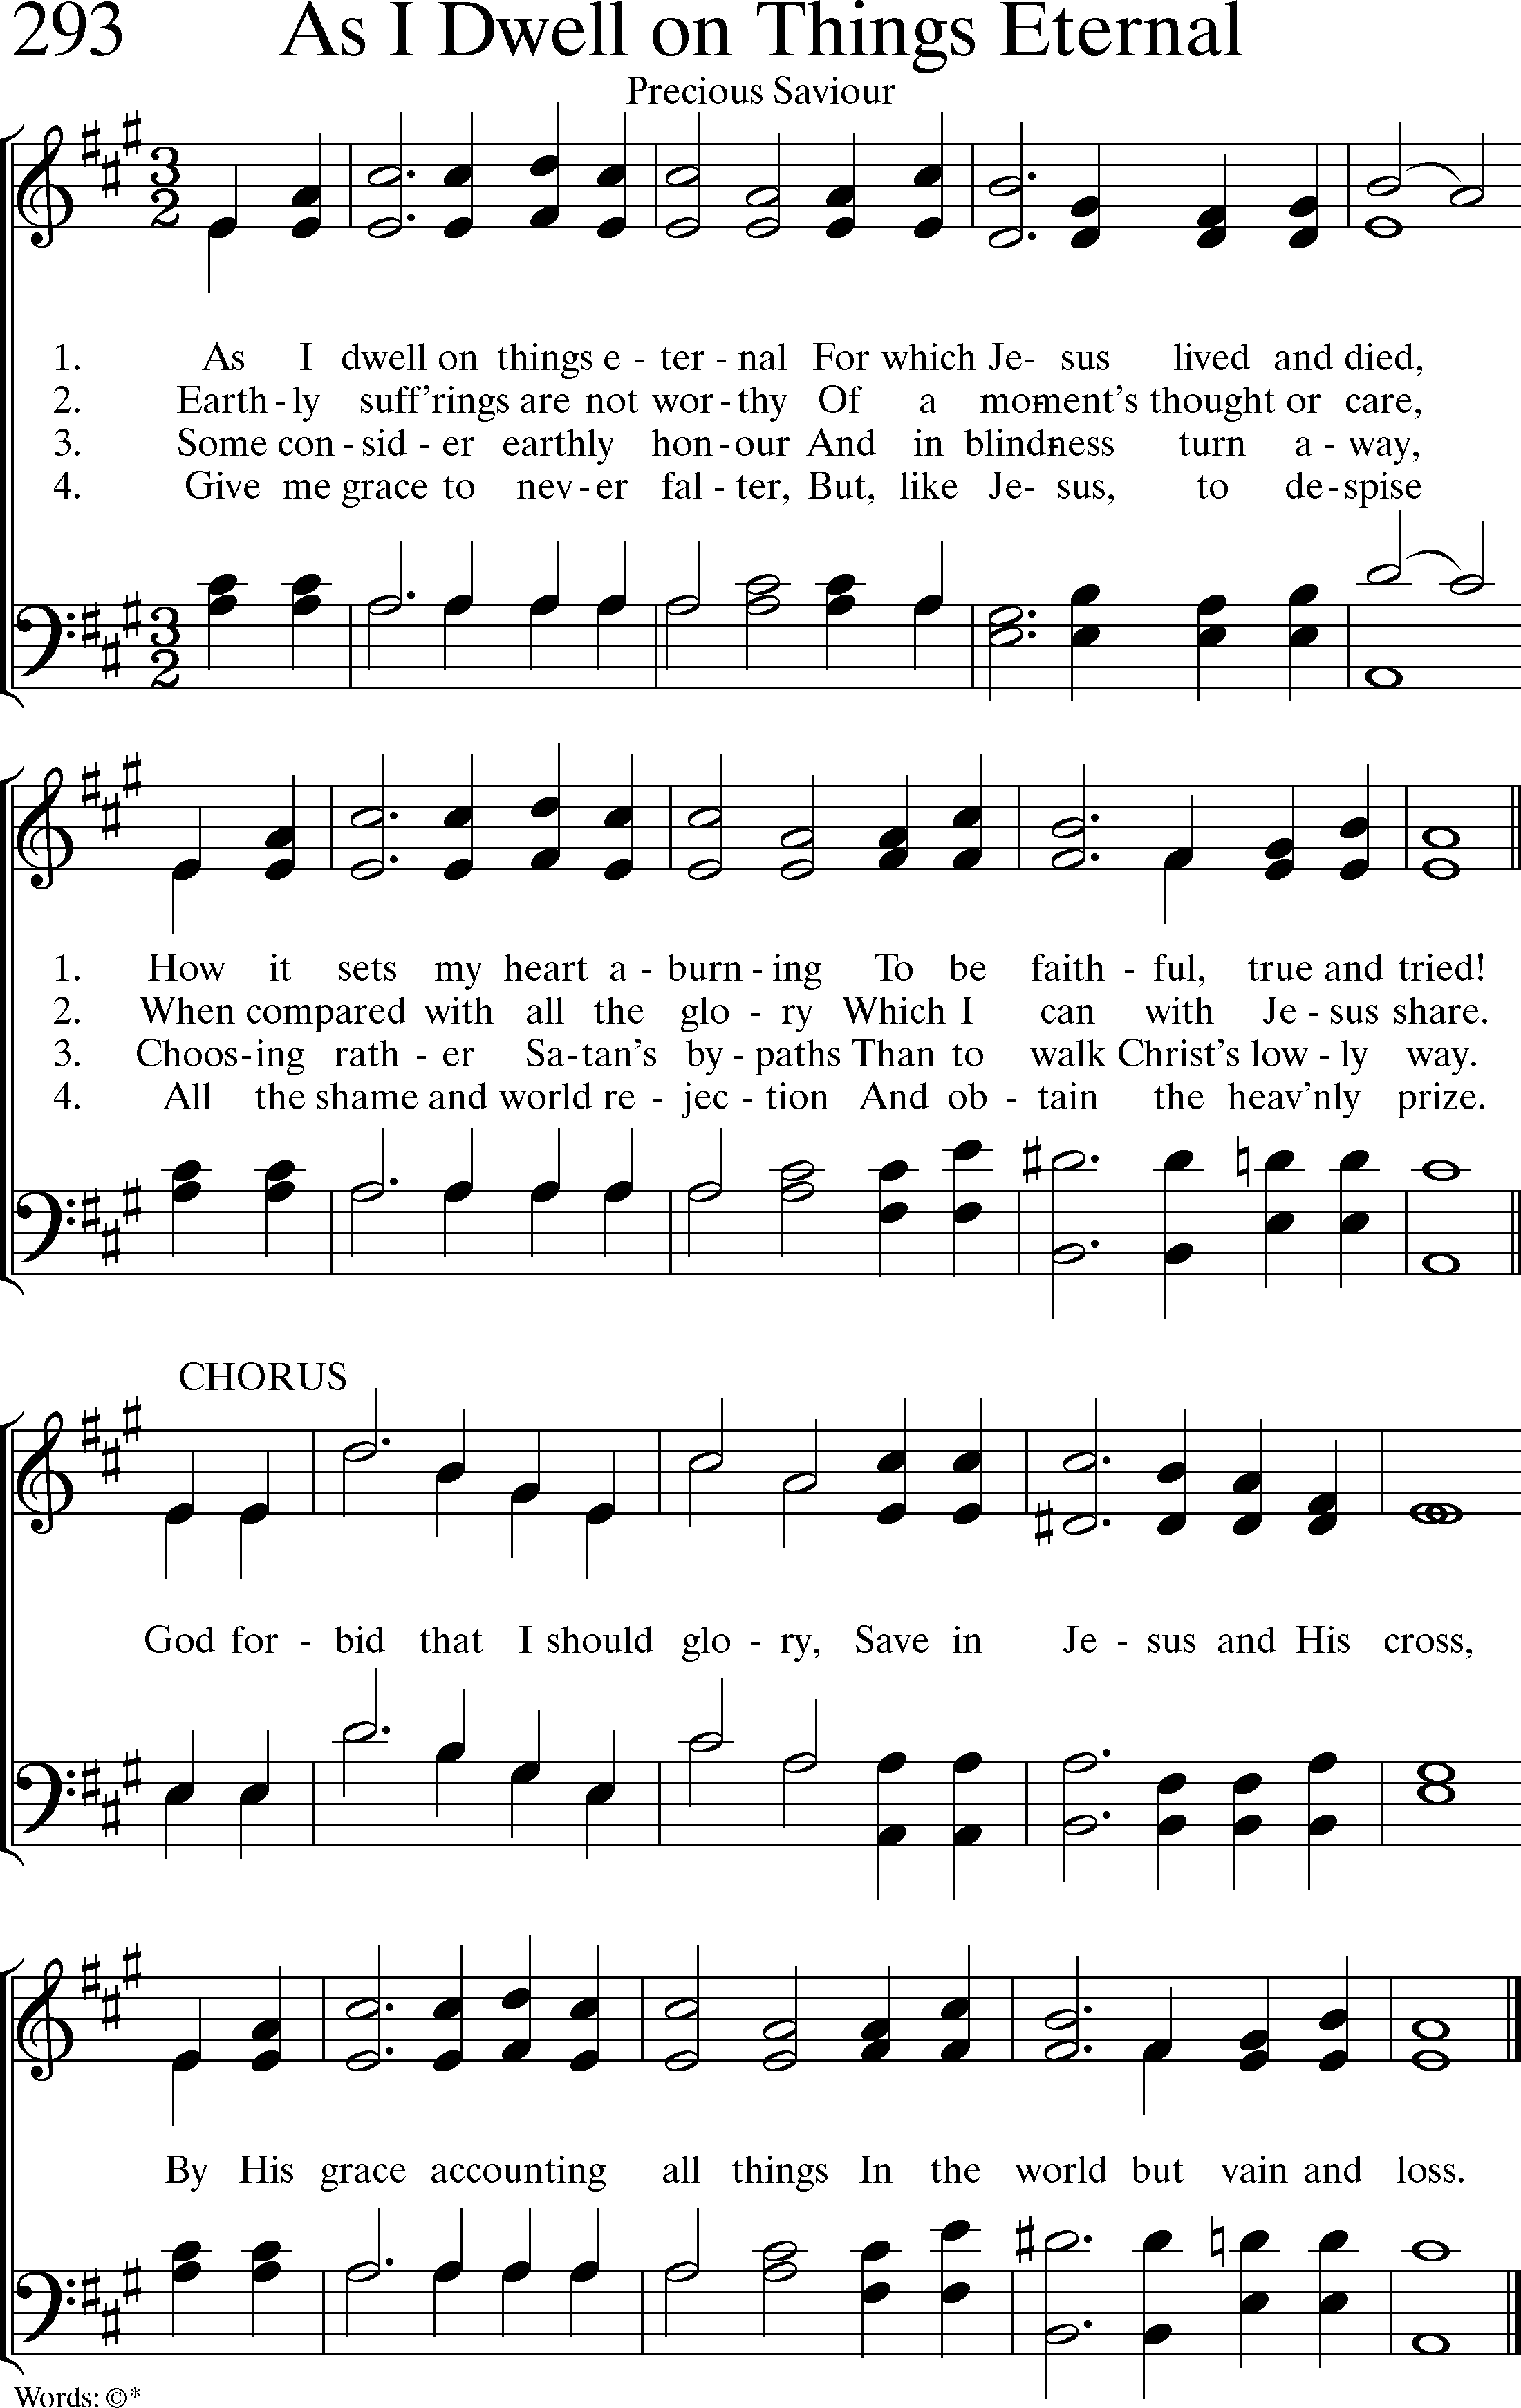 293 As I Dwell on Things Eternal
Precious Saviour
3 2
1. As I dwell on things e - ter - nal For which Je- sus lived and died,
2. Earth - ly suff'rings are not wor - thy Of a mo-ment's thought or care,
3. Some con - sid - er earthly hon - our And in blind-ness turn a - way,
4. Give me grace to nev - er fal - ter, But, like Je- sus, to de - spise
3 2
1. How it sets my heart a - burn - ing To be faith - ful, true and tried!
2. When compared with all the glo - ry Which I can with Je - sus share.
3. Choos - ing rath - er Sa - tan's by - paths Than to walk Christ's low - ly way.
4. All the shame and world re - jec - tion And ob - tain the heav'nly prize.
CHORUS
God for - bid that I should glo - ry, Save in Je - sus and His cross,
By His grace accounting all things In the world but vain and loss.
Words: ©*